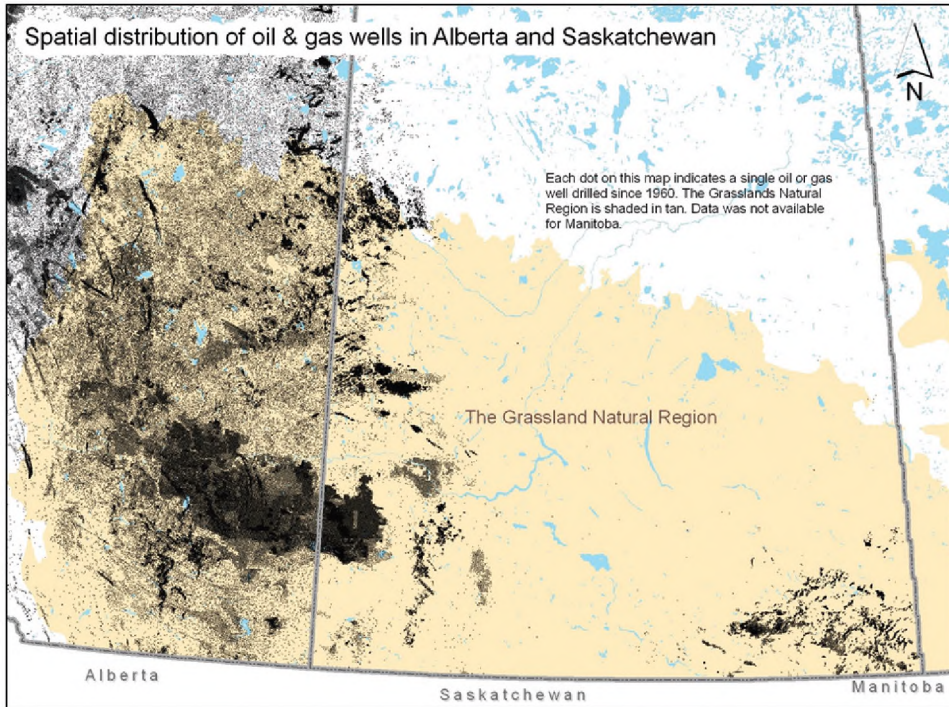 Spatial distribution of oil & gas wells in Alberta and Saskatchewan
N
Each dot on this map indicates a single oil or gas
well drilled since 1960. The Grasslands Natural
Region is shaded in tan. Data was not available
for Manitoba.
The Grassland Natural Region
Alberta
Saskatchewan
Manitoba